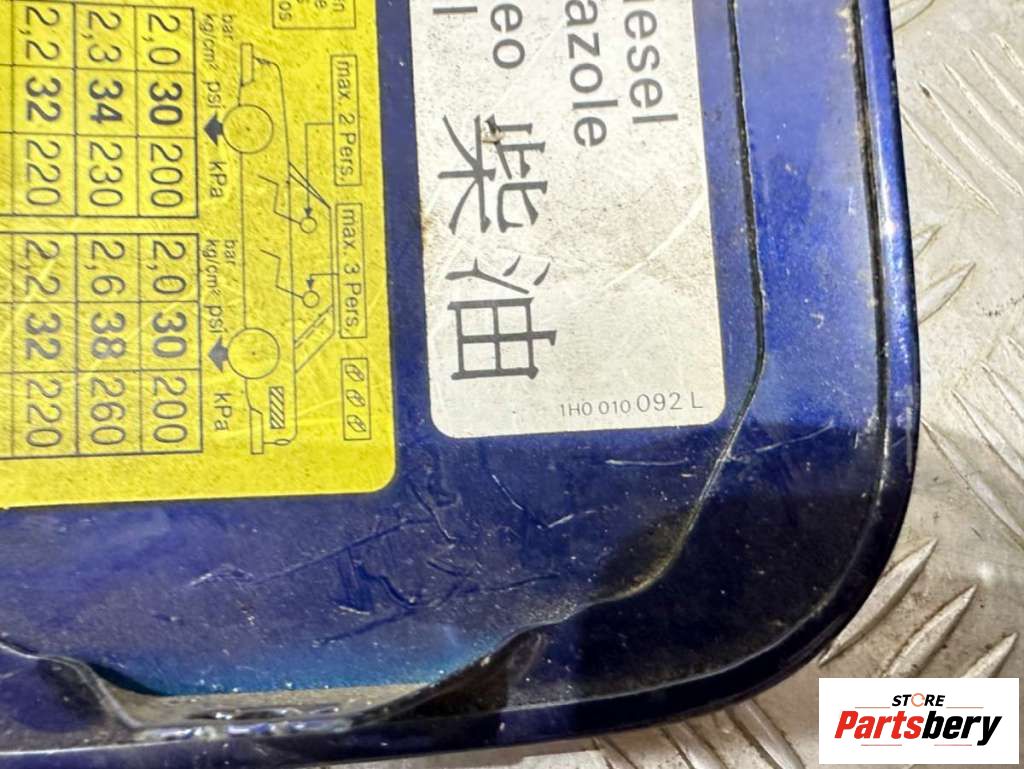 iesel
azole
eo 柴油
1H0 010 092 L
max. 2 Pers. max. 3 Pers.
bar bar
kg/cm² psi kPa kg/cm² psi kPa
2,0 30 200 2,0 30 200
2,3 34 230 2,6 38 260
2,2 32 220 2,2 32 220
STORE
Partsbery